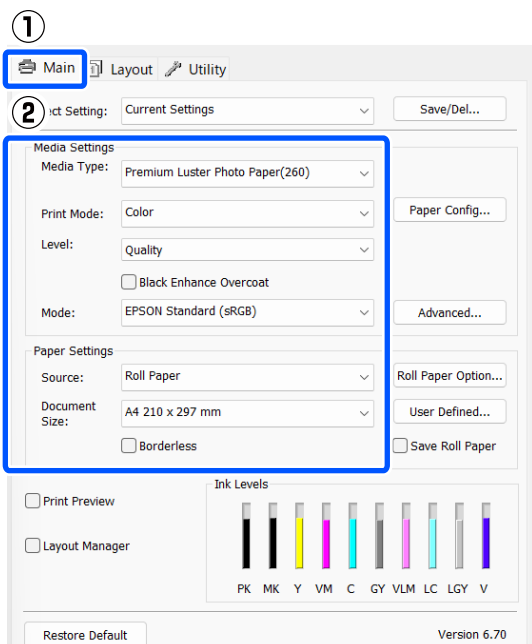 ①
Main Layout Utility
②
ect Setting: Current Settings Save/Del...
Media Settings
Media Type: Premium Luster Photo Paper(260)
Print Mode: Color Paper Config...
Level: Quality
Black Enhance Overcoat
Mode: EPSON Standard (sRGB) Advanced...
Paper Settings
Source: Roll Paper Roll Paper Option...
Document
Size: A4 210 x 297 mm User Defined...
Borderless Save Roll Paper
Ink Levels
Print Preview
Layout Manager
PK MK Y VM C GY VLM LC LGY V
Restore Default Version 6.70